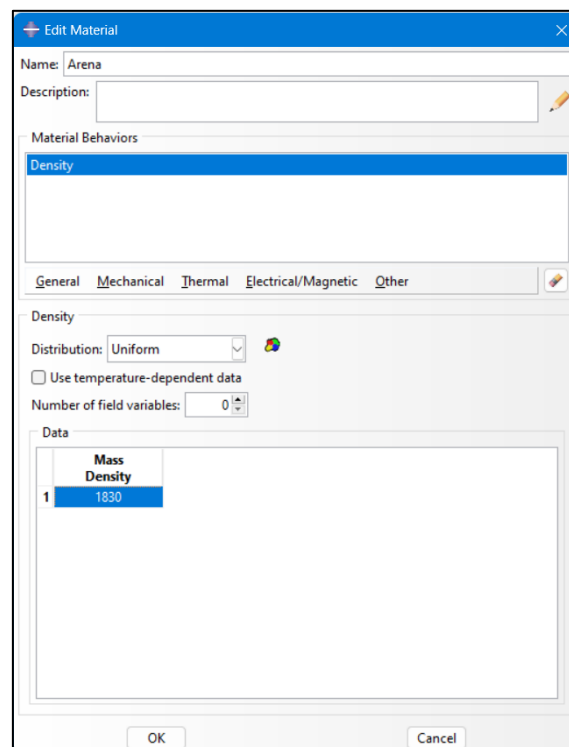 Edit Material
Name: Arena
Description:
Material Behaviors
Density
General Mechanical Thermal Electrical/Magnetic Other
Density
Distribution: Uniform
Use temperature-dependent data
Number of field variables: 0
Data
Mass
Density
1 1830
OK Cancel